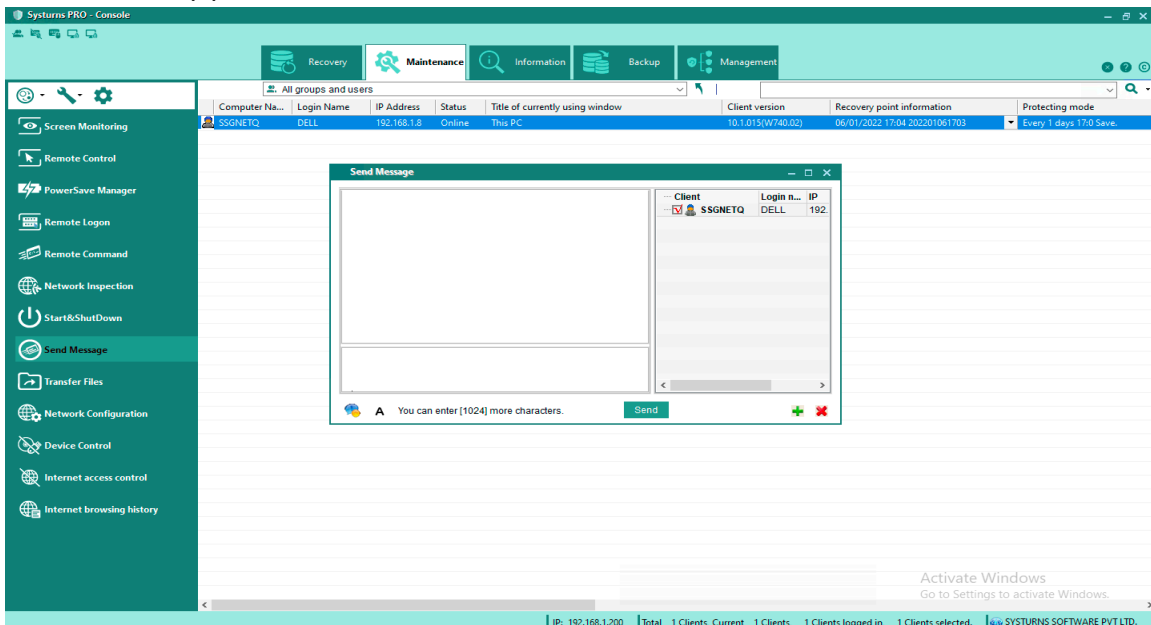 Systurns PRO - Console
Recovery
Maintenance
Information
Backup
Management
All groups and users
Computer Na... Login Name IP Address Status Title of currently using window Client version Recovery point information Protecting mode
SSGNETQ DELL 192.168.1.8 Online This PC 10.1.015(W740.02) 06/01/2022 17:04 202201061703 Every 1 days 17:0 Save.
Screen Monitoring
Remote Control
PowerSave Manager
Remote Logon
Remote Command
Network Inspection
Start&ShutDown
Send Message
Transfer Files
Network Configuration
Device Control
Internet access control
Internet browsing history
Send Message
Client Login n... IP
SSGNETQ DELL 192.
A You can enter [1024] more characters. Send
Activate Windows
Go to Settings to activate Windows.
IP: 192.168.1.200 Total 1 Clients Current 1 Clients 1 Clients logged in 1 Clients selected. SYSTURNS SOFTWARE PVT LTD.